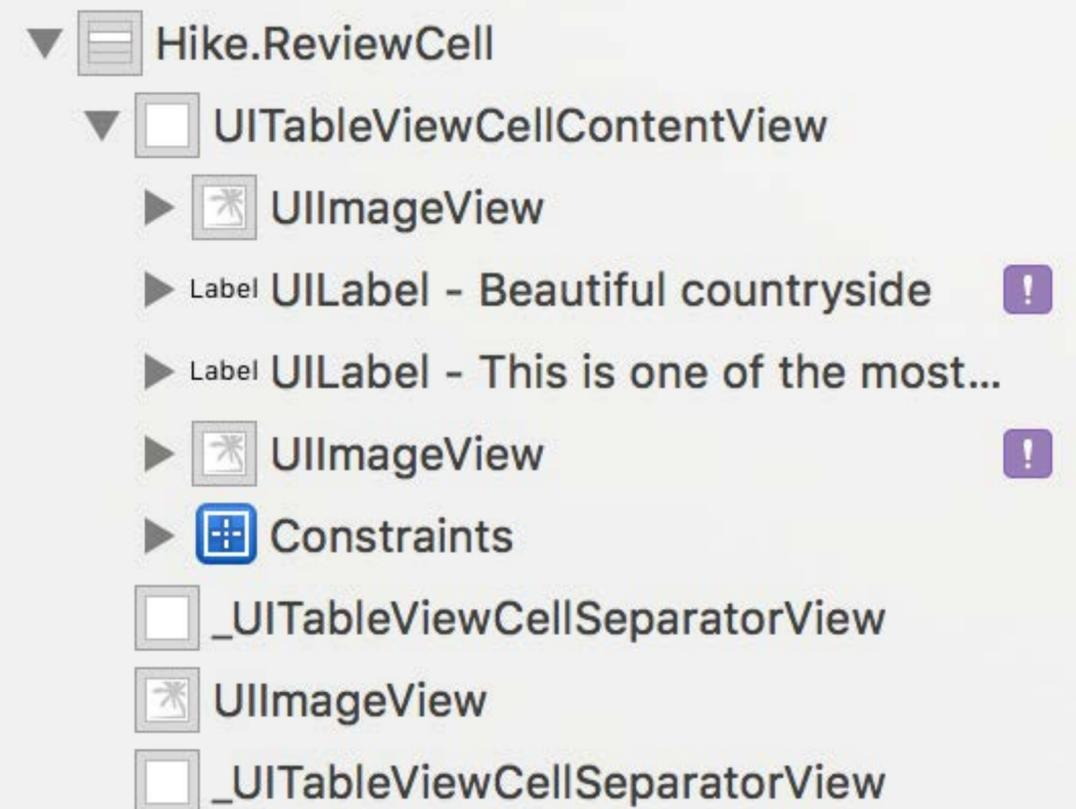 Hike.ReviewCell
UITableViewCellContentView
UIImageView
Label UILabel - Beautiful countryside !
Label UILabel - This is one of the most...
UIImageView !
Constraints
_UITableViewCellSeparatorView
UIImageView
_UITableViewCellSeparatorView